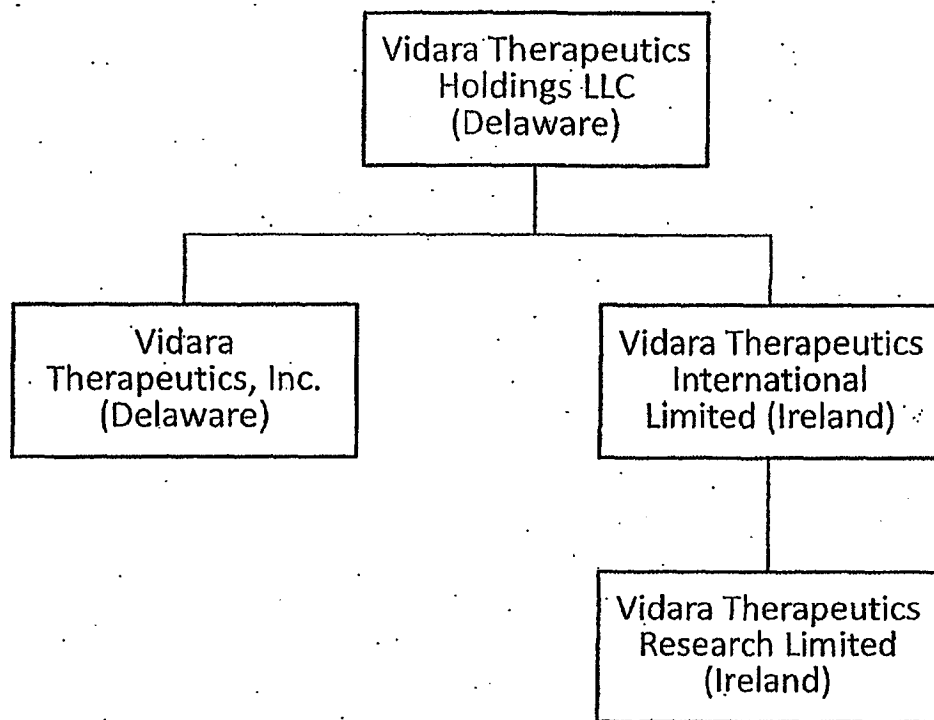 Vidara Therapeutics
Holdings LLC
(Delaware)
Vidara
Therapeutics, Inc.
(Delaware)
Vidara Therapeutics
International
Limited (Ireland)
Vidara Therapeutics
Research Limited
(Ireland)